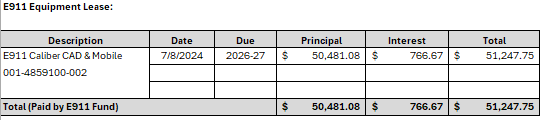 E911 Equipment Lease:
Description Date Due Principal Interest Total
E911 Caliber CAD & Mobile 7/8/2024 2026-27 $ 50,481.08 $ 766.67 $ 51,247.75
001-4859100-002
Total (Paid by E911 Fund) $ 50,481.08 $ 766.67 $ 51,247.75